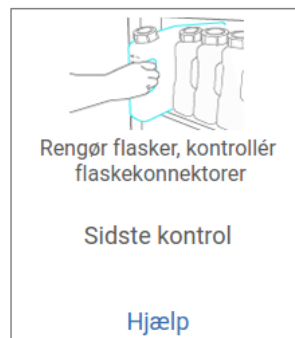 Rengør flasker, kontrollér
flaskekonnektorer
Sidste kontrol
Hjælp